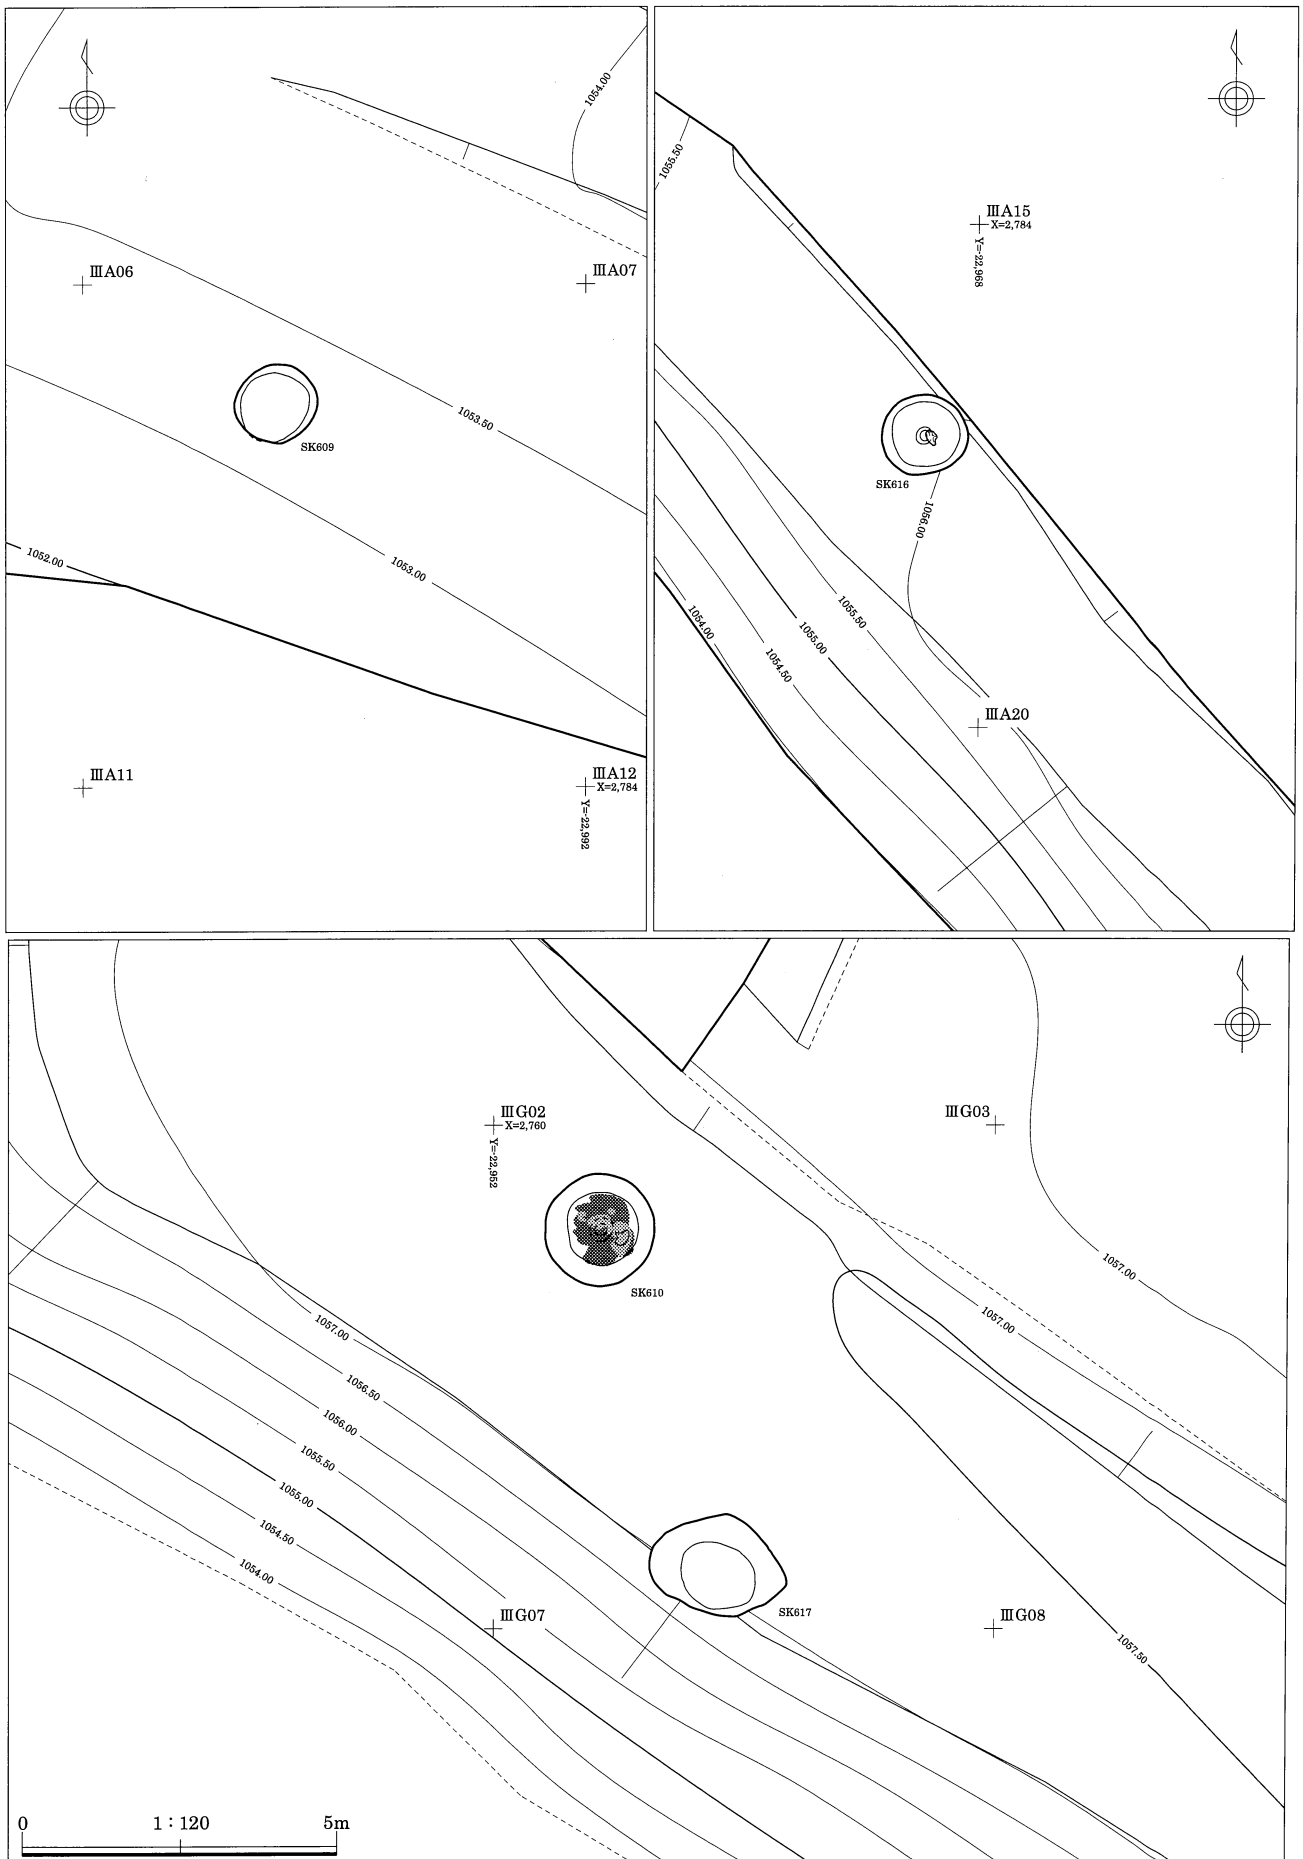 1054.00
ⅢA06
ⅢA07
SK609
1053.50
1053.00
1052.00
ⅢA11
ⅢA12
X=2,784
Y=-22,992
1055.50
ⅢA15
X=2,784
Y=-22,968
SK616
1056.00
1055.50
1055.00
1054.50
1054.00
ⅢA20
ⅢG02
X=2,760
Y=-22,952
ⅢG03
SK610
1057.00
1057.00
1057.00
1056.50
1056.00
1055.50
1055.00
1054.50
1054.00
SK617
ⅢG07
ⅢG08
1057.50
0 1:120 5m